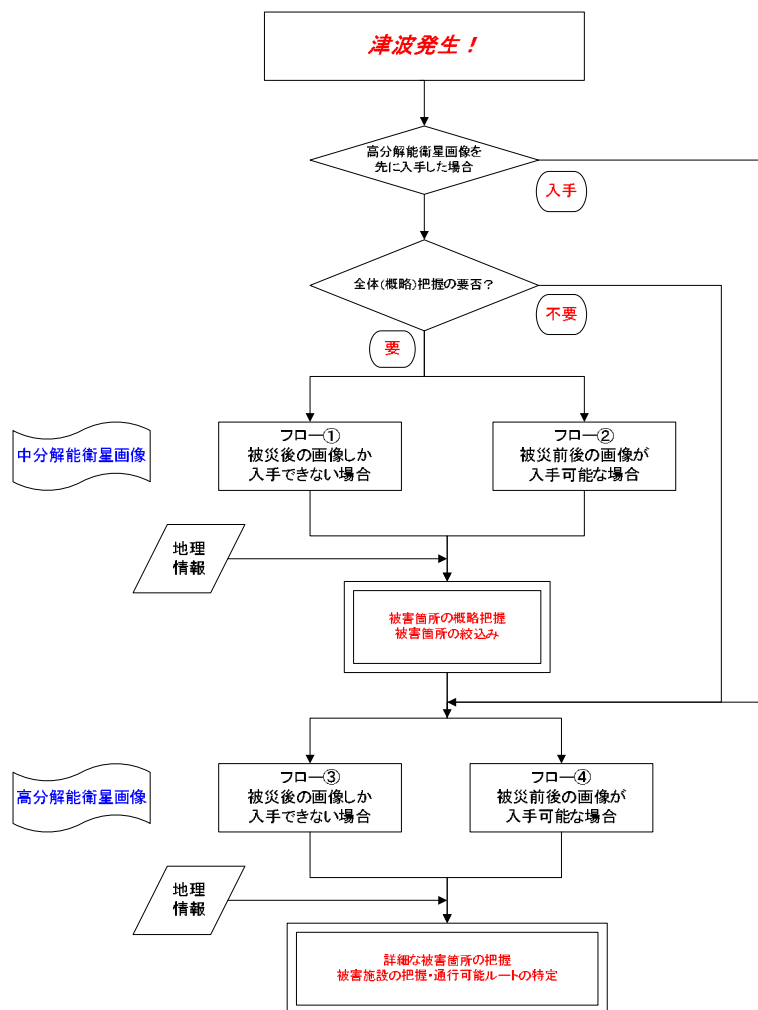 津波発生！
高分解能衛星画像を
先に入手した場合
入手
全体(概略)把握の要否？
不要
要
中分解能衛星画像
フロー①
被災後の画像しか
入手できない場合
フロー②
被災前後の画像が
入手可能な場合
地理
情報
被害箇所の概略把握
被害箇所の絞込み
高分解能衛星画像
フロー③
被災後の画像しか
入手できない場合
フロー④
被災前後の画像が
入手可能な場合
地理
情報
詳細な被害箇所の把握
被害施設の把握・通行可能ルートの特定